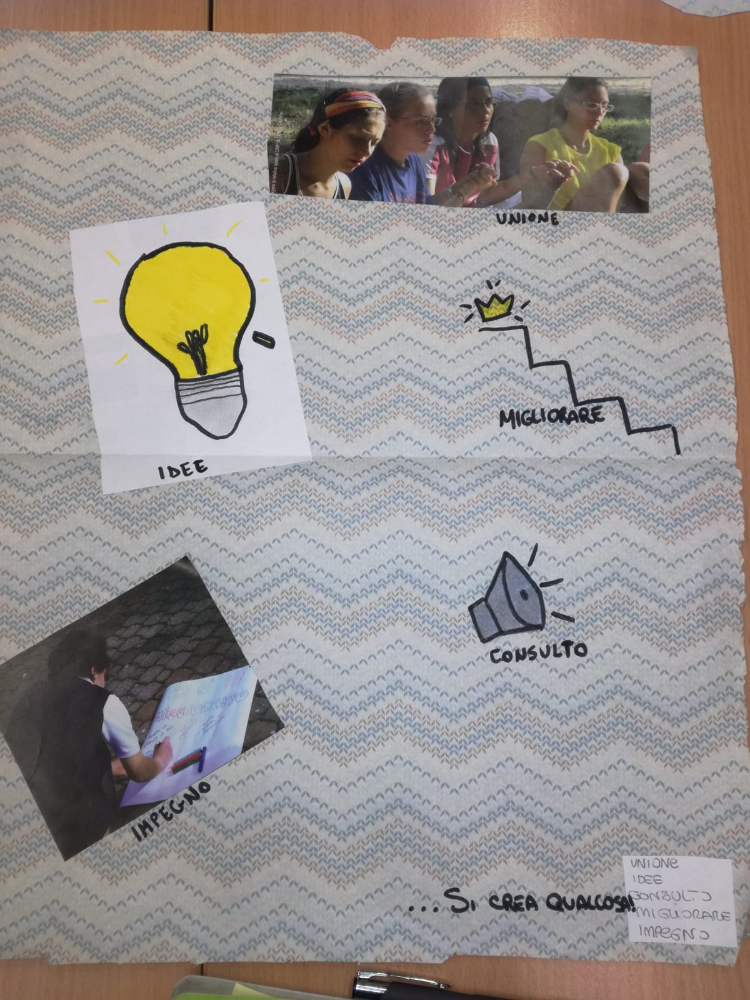 UNIONE
IDEE
MIGLIORARE
CONSULTO
IMPEGNO
... SI CREA QUALCOSA!
UNIONE
IDEE
CONSULTO
MIGLIORARE
IMPEGNO